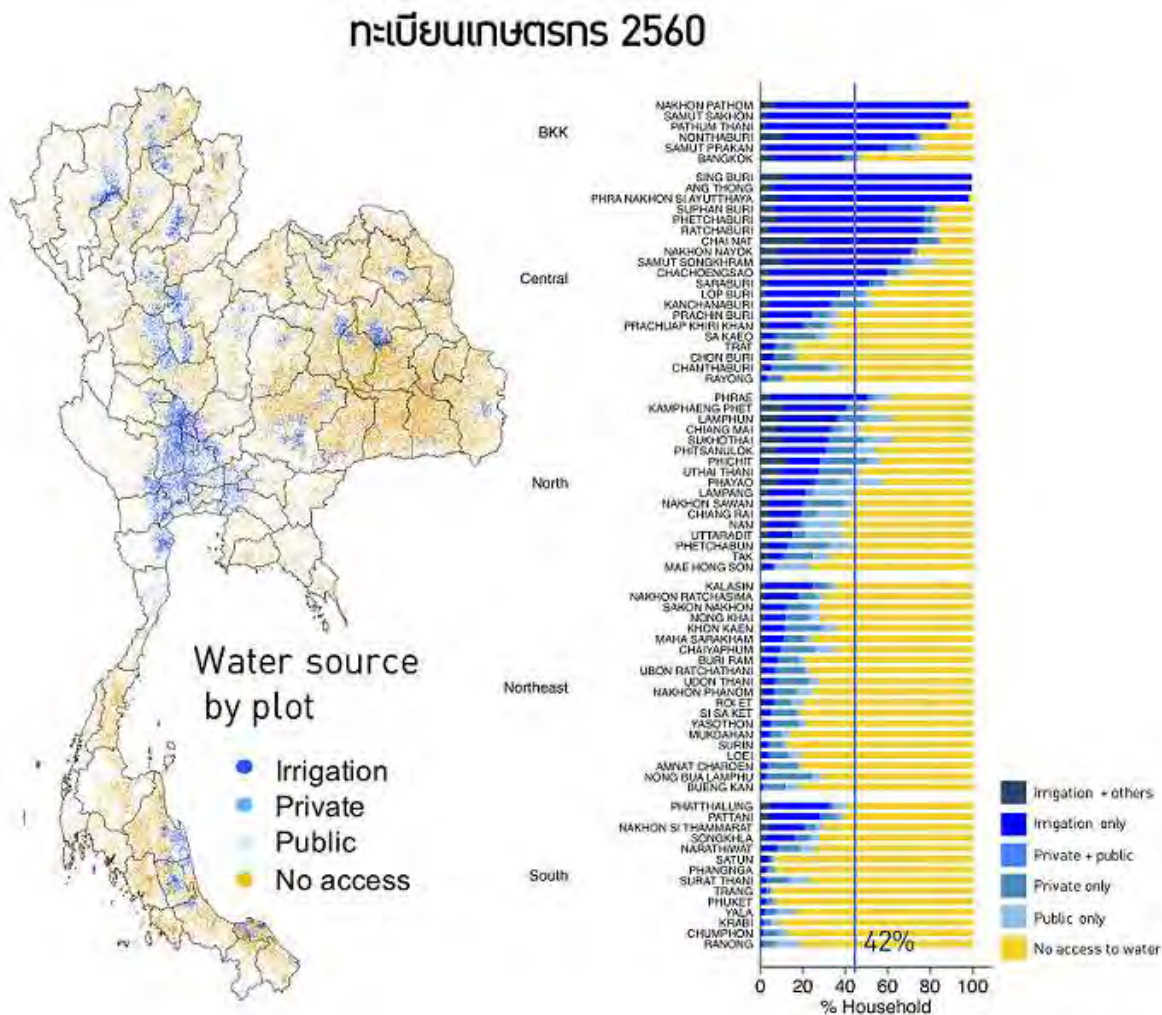 ทะเบียนเกษตรกร 2560
Water source
by plot
Irrigation
Private
Public
No access
BKK
NAKHON PATHOM
SAMUT SAKHON
PATHUM THANI
NONTHABURI
SAMUT PRAKAN
BANGKOK
Central
SING BURI
ANG THONG
PHRA NAKHON SI AYUTTHAYA
SUPHAN BURI
PHETCHABURI
RATCHABURI
CHAI NAT
NAKHON NAYOK
SAMUT SONGKHRAM
CHACHOENGSAO
SARABURI
LOP BURI
KANCHANABURI
PRACHIN BURI
PRACHUAP KHIRI KHAN
SA KAEO
TRAT
CHON BURI
CHANTHABURI
RAYONG
North
PHRAE
KAMPHAENG PHET
LAMPHUN
CHIANG MAI
SUKHOTHAI
PHITSANULOK
PHICHIT
UTHAI THANI
PHAYAO
LAMPANG
NAKHON SAWAN
CHIANG RAI
NAN
UTTARADIT
PHETCHABUN
TAK
MAE HONG SON
Northeast
KALASIN
NAKHON RATCHASIMA
SAKON NAKHON
NONG KHAI
KHON KAEN
MAHA SARAKHAM
CHAIYAPHUM
BURI RAM
UBON RATCHATHANI
UDON THANI
NAKHON PHANOM
ROI ET
SI SA KET
YASOTHON
MUKDAHAN
SURIN
LOEI
AMNAT CHAROEN
NONG BUA LAMPHU
BUENG KAN
South
PHATTHALUNG
PATTANI
NAKHON SI THAMMARAT
SONGKHLA
NARATHIWAT
SATUN
PHANGNGA
SURAT THANI
TRANG
PHUKET
YALA
KRABI
CHUMPHON
RANONG
42%
0 20 40 60 80 100
% Household
Irrigation + others
Irrigation only
Private + public
Private only
Public only
No access to water